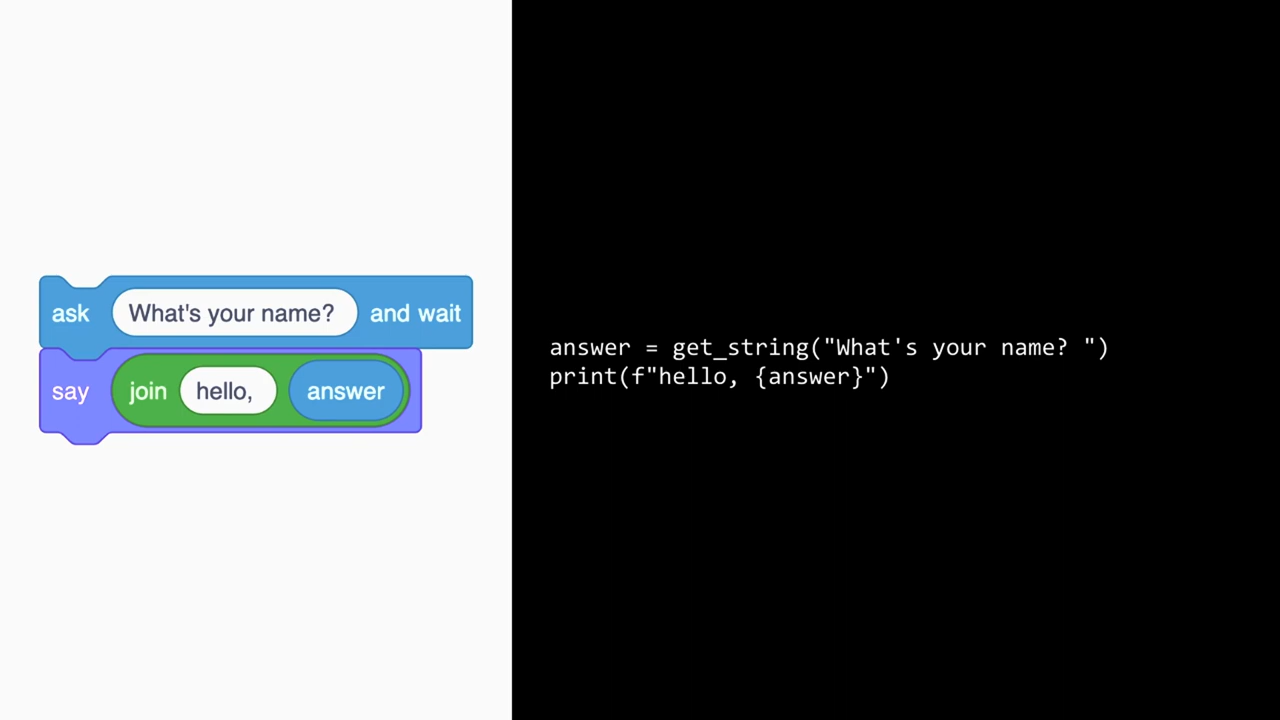 ask What's your name? and wait
say join hello, answer
answer = get_string("What's your name? ")
print(f"hello, {answer}")